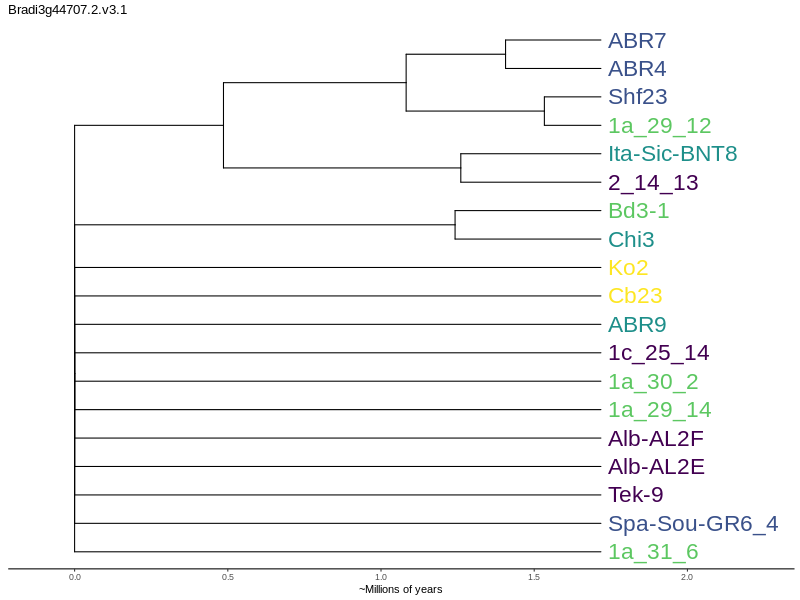 Bradi3g44707.2.v3.1
ABR7
ABR4
Shf23
1a_29_12
Ita-Sic-BNT8
2_14_13
Bd3-1
Chi3
Ko2
Cb23
ABR9
1c_25_14
1a_30_2
1a_29_14
Alb-AL2F
Alb-AL2E
Tek-9
Spa-Sou-GR6_4
1a_31_6
0.0 0.5 1.0 1.5 2.0
~Millions of years